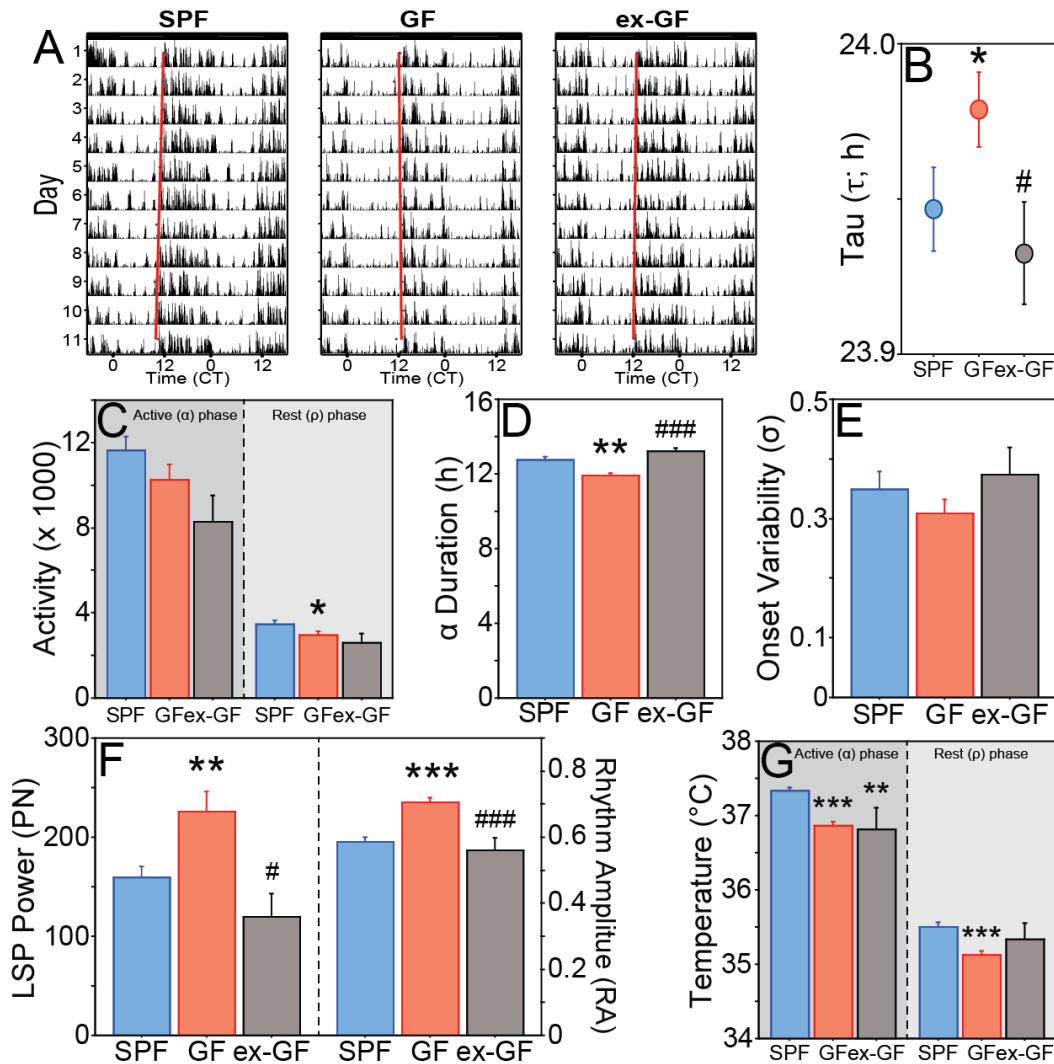 SPF GF ex-GF
A
Day
1
2
3
4
5
6
7
8
9
10
11
0 12 0 12
Time (CT)
0 12 0 12
Time (CT)
0 12 0 12
Time (CT)
B
Tau (τ; h)
24.0
23.9
*
#
SPF GF ex-GF
C
Active (α) phase
Rest (ρ) phase
Activity (x 1000)
12
8
4
0
*
SPF GF ex-GF
SPF GF ex-GF
D
α Duration (h)
16
12
8
4
0
**
###
SPF GF ex-GF
E
Onset Variability (σ)
0.5
0.3
0.1
0
SPF GF ex-GF
F
LSP Power (PN)
300
200
100
0
**
#
***
###
Rhythm Amplitue (RA)
0.8
0.6
0.4
0.2
0
SPF GF ex-GF
SPF GF ex-GF
G
Active (α) phase
Rest (ρ) phase
Temperature (°C)
38
37
36
35
34
***
**
***
SPF GF ex-GF
SPF GF ex-GF